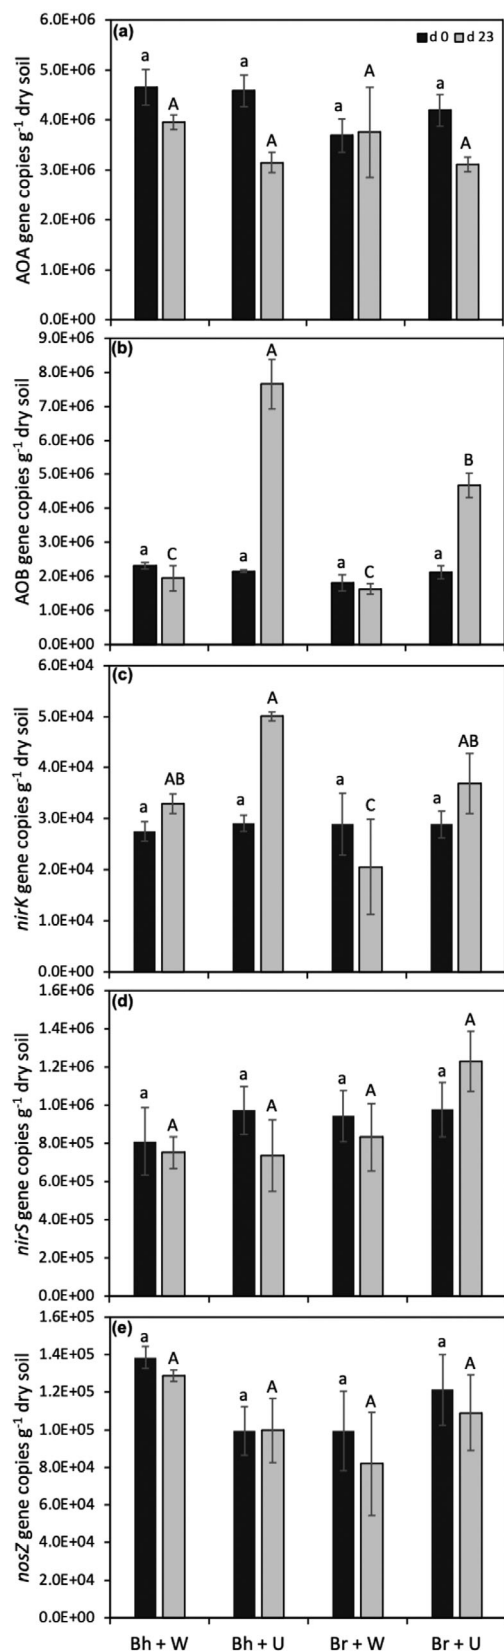 (a)
d 0 d 23
6.0E+06
5.0E+06
4.0E+06
3.0E+06
2.0E+06
1.0E+06
0.0E+00
AOA gene copies g⁻¹ dry soil
a A a A a A a A
(b)
9.0E+06
8.0E+06
7.0E+06
6.0E+06
5.0E+06
4.0E+06
3.0E+06
2.0E+06
1.0E+06
0.0E+00
AOB gene copies g⁻¹ dry soil
a C a A a C a B
(c)
6.0E+04
5.0E+04
4.0E+04
3.0E+04
2.0E+04
1.0E+04
0.0E+00
nirK gene copies g⁻¹ dry soil
a AB a A a C a AB
(d)
1.6E+06
1.4E+06
1.2E+06
1.0E+06
8.0E+05
6.0E+05
4.0E+05
2.0E+05
0.0E+00
nirS gene copies g⁻¹ dry soil
a A a A a A a A
(e)
1.6E+05
1.4E+05
1.2E+05
1.0E+05
8.0E+04
6.0E+04
4.0E+04
2.0E+04
0.0E+00
nosZ gene copies g⁻¹ dry soil
a A a A a A a A
Bh + W Bh + U Br + W Br + U